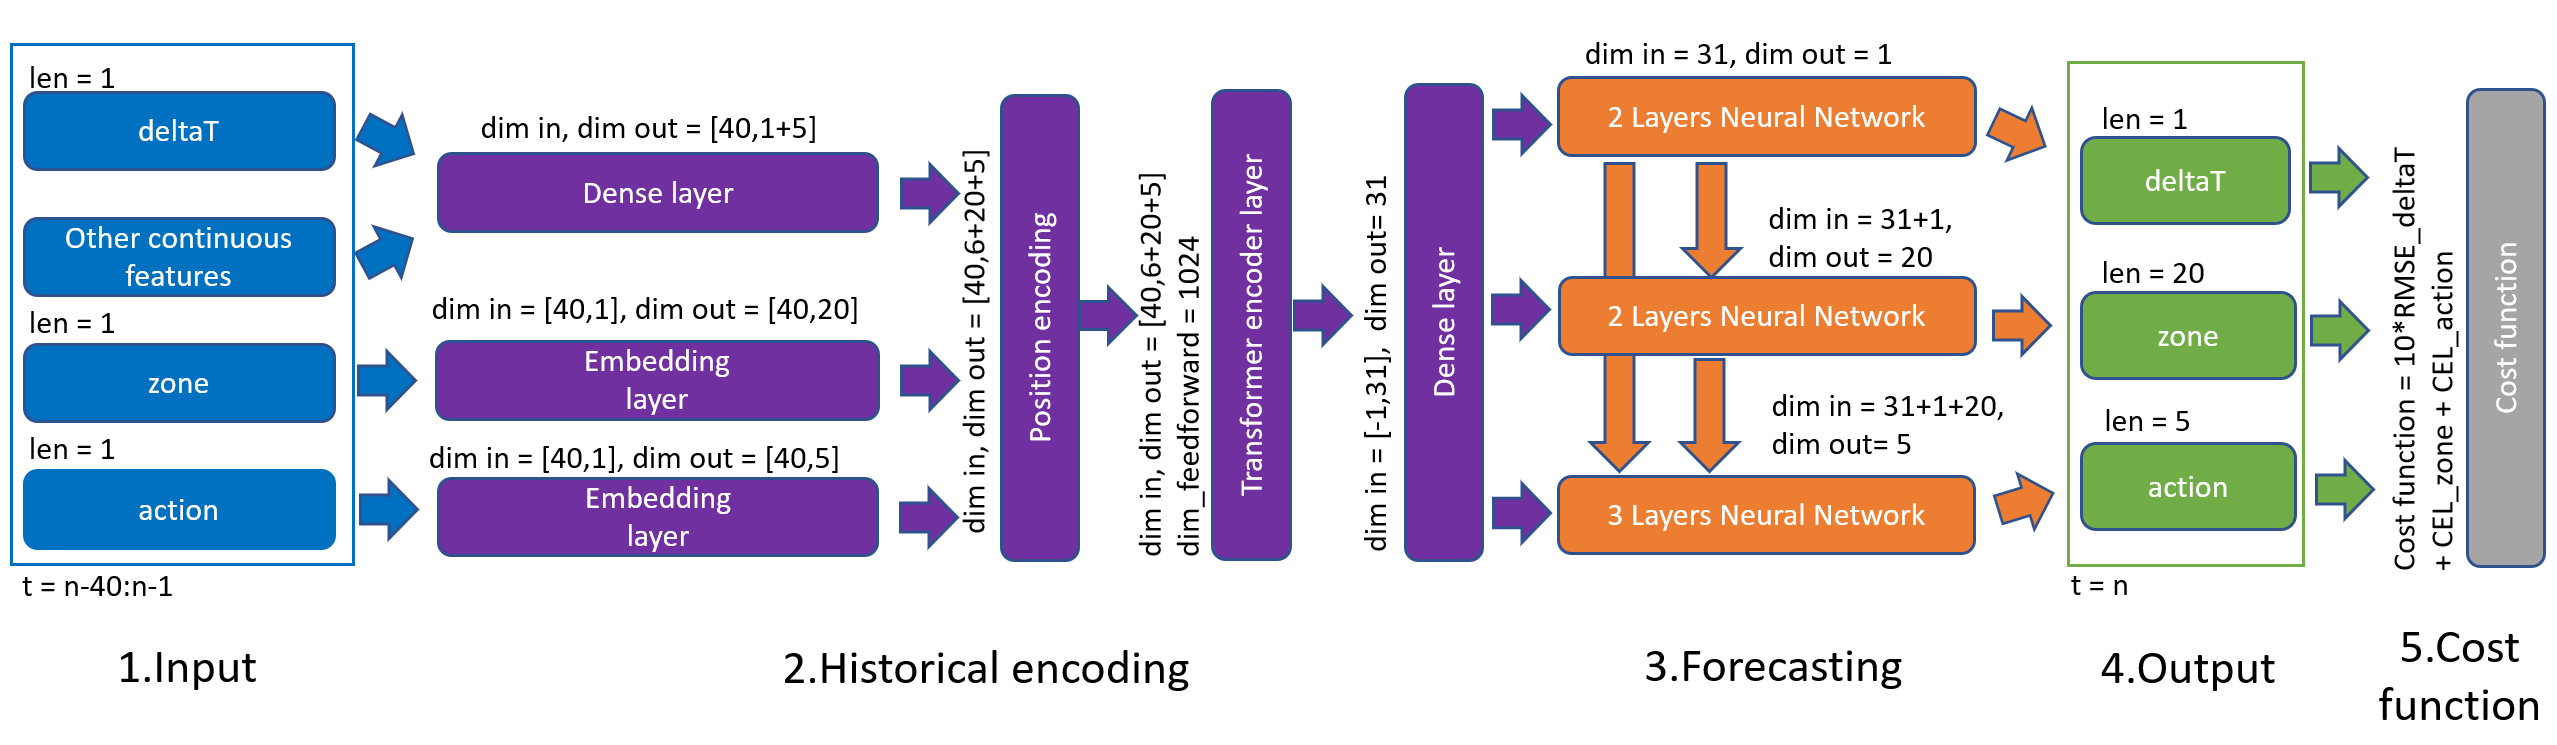 len = 1
deltaT
Other continuous
features
len = 1
zone
len = 1
action
t = n-40:n-1
1.Input
dim in, dim out = [40,1+5]
Dense layer
dim in = [40,1], dim out = [40,20]
Embedding
layer
dim in = [40,1], dim out = [40,5]
Embedding
layer
dim in, dim out = [40,6+20+5]
Position encoding
dim in, dim out = [40,6+20+5]
dim_feedforward = 1024
Transformer encoder layer
dim in = [-1,31], dim out= 31
Dense layer
2.Historical encoding
dim in = 31, dim out = 1
2 Layers Neural Network
dim in = 31+1,
dim out = 20
2 Layers Neural Network
dim in = 31+1+20,
dim out= 5
3 Layers Neural Network
3.Forecasting
len = 1
deltaT
len = 20
zone
len = 5
action
t = n
4.Output
Cost function = 10*RMSE_deltaT
+ CEL_zone + CEL_action
Cost function
5.Cost
function